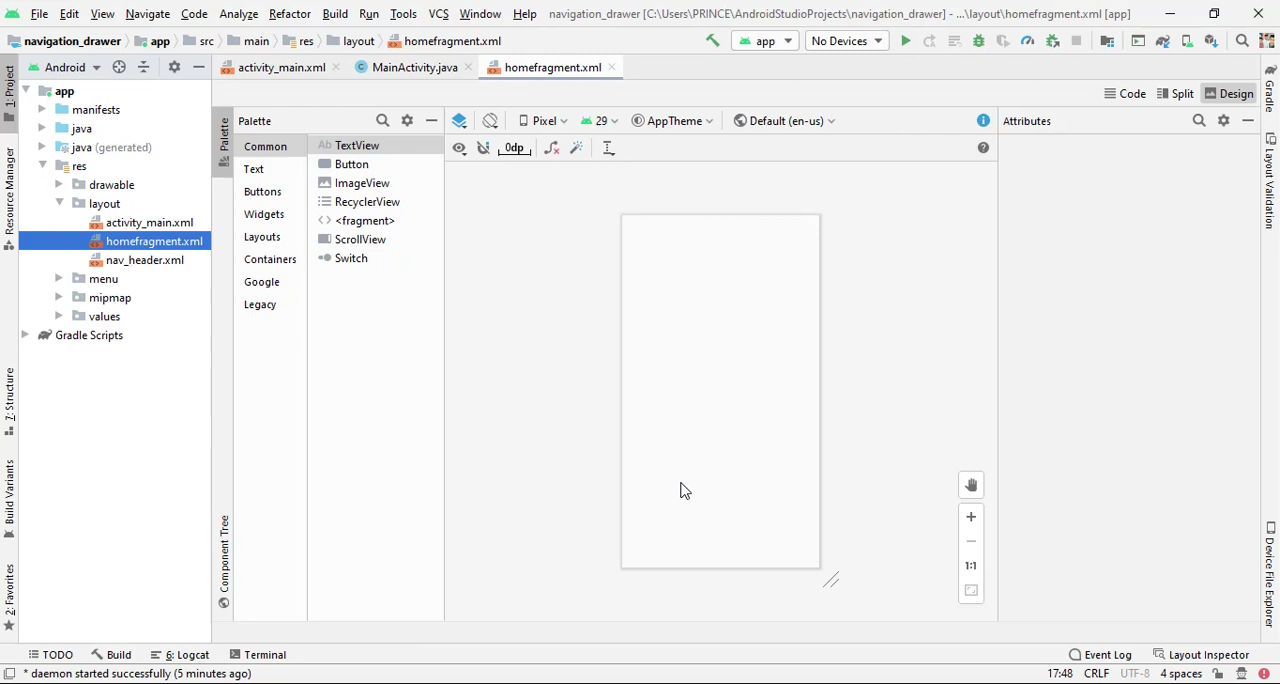 File Edit View Navigate Code Analyze Refactor Build Run Tools VCS Window Help navigation_drawer [C:\Users\PRINCE\AndroidStudioProjects\navigation_drawer] - ...\layout\homefragment.xml [app]
navigation_drawer app src main res layout homefragment.xml app No Devices
Android activity_main.xml MainActivity.java homefragment.xml
Code Split Design
Palette Pixel 29 AppTheme Default (en-us) Attributes
0dp
app
manifests
java
java (generated)
res
drawable
layout
activity_main.xml
homefragment.xml
nav_header.xml
menu
mipmap
values
Gradle Scripts
Common
Text
Buttons
Widgets
Layouts
Containers
Google
Legacy
Ab TextView
Button
ImageView
RecyclerView
<> <fragment>
ScrollView
Switch
1:1
1: Project
Resource Manager
7: Structure
Build Variants
2: Favorites
Palette
Component Tree
Gradle
Layout Validation
Device File Explorer
TODO Build 6: Logcat Terminal Event Log Layout Inspector
* daemon started successfully (5 minutes ago) 17:48 CRLF UTF-8 4 spaces